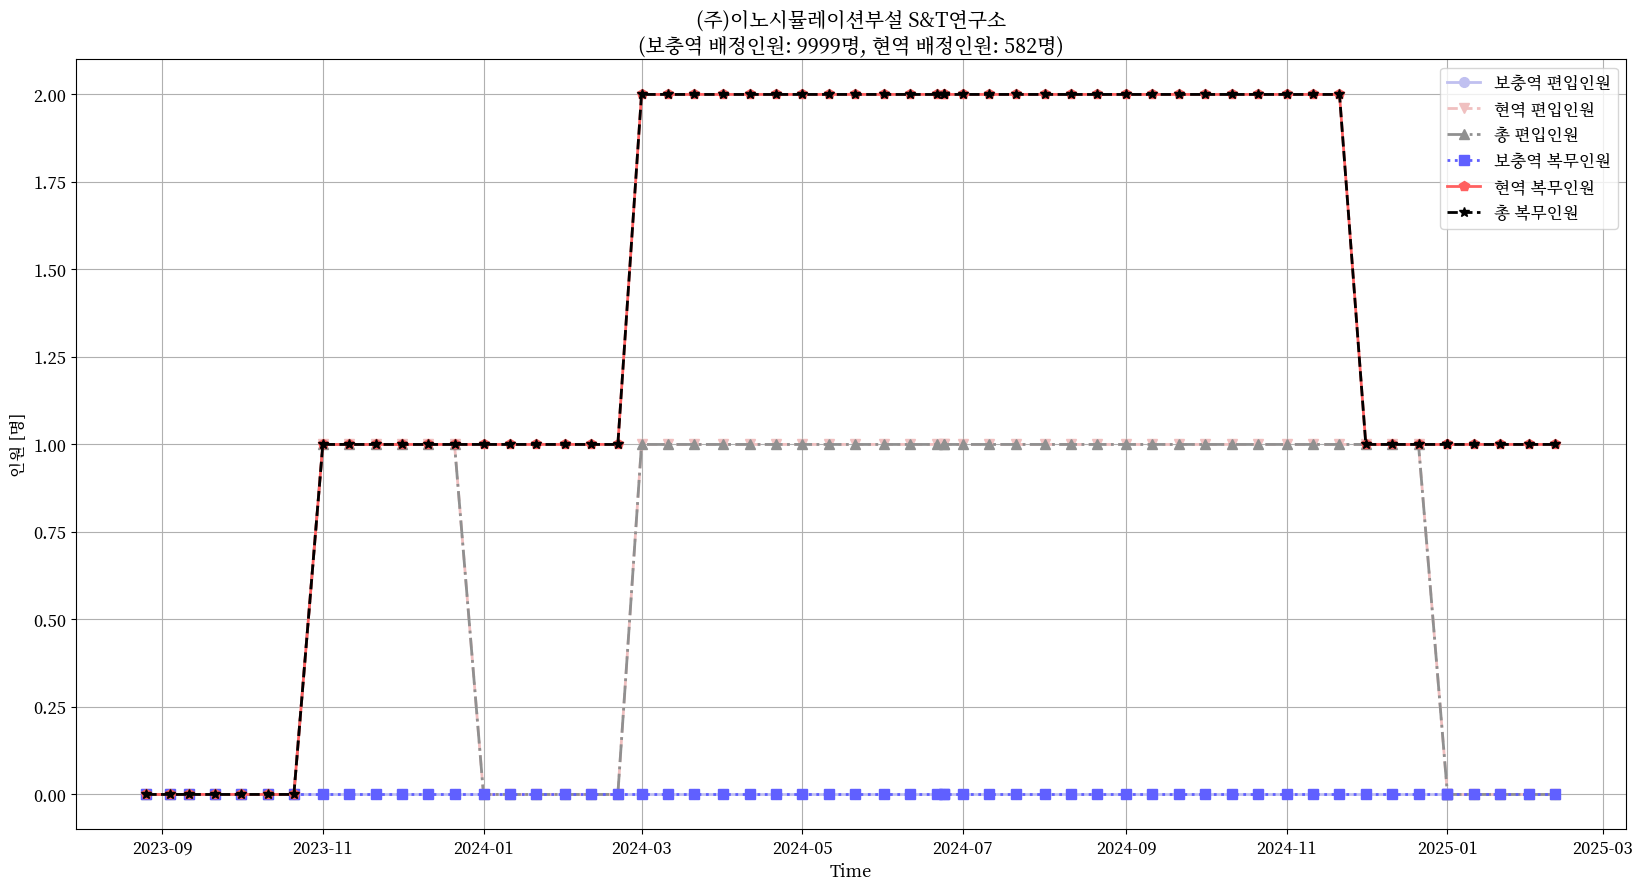 (주)이노시뮬레이션부설 S&T연구소
(보충역 배정인원: 9999명, 현역 배정인원: 582명)
보충역 편입인원
현역 편입인원
총 편입인원
보충역 복무인원
현역 복무인원
총 복무인원
인원 [명]
2.00
1.75
1.50
1.25
1.00
0.75
0.50
0.25
0.00
2023-09
2023-11
2024-01
2024-03
2024-05
2024-07
2024-09
2024-11
2025-01
2025-03
Time